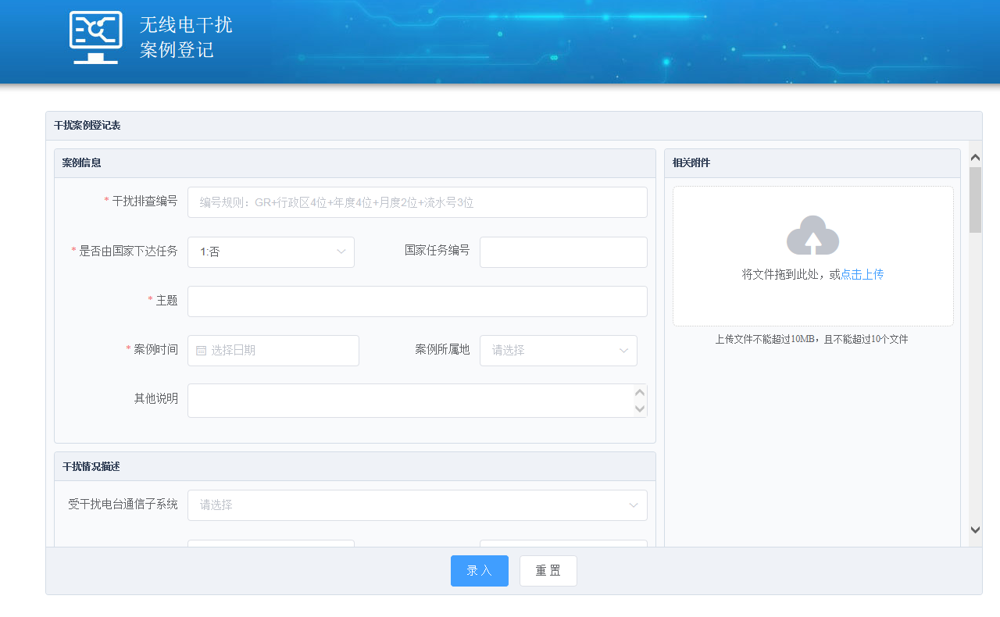 无线电干扰
案例登记
干扰案例登记表
案例信息
* 干扰排查编号
编号规则：GR+行政区4位+年度4位+月度2位+流水号3位
* 是否由国家下达任务
1:否
国家任务编号
* 主题
* 案例时间
选择日期
案例所属地
请选择
其他说明
干扰情况描述
受干扰电台通信子系统
请选择
相关附件
将文件拖到此处，或点击上传
上传文件不能超过10MB，且不能超过10个文件
录 入
重 置